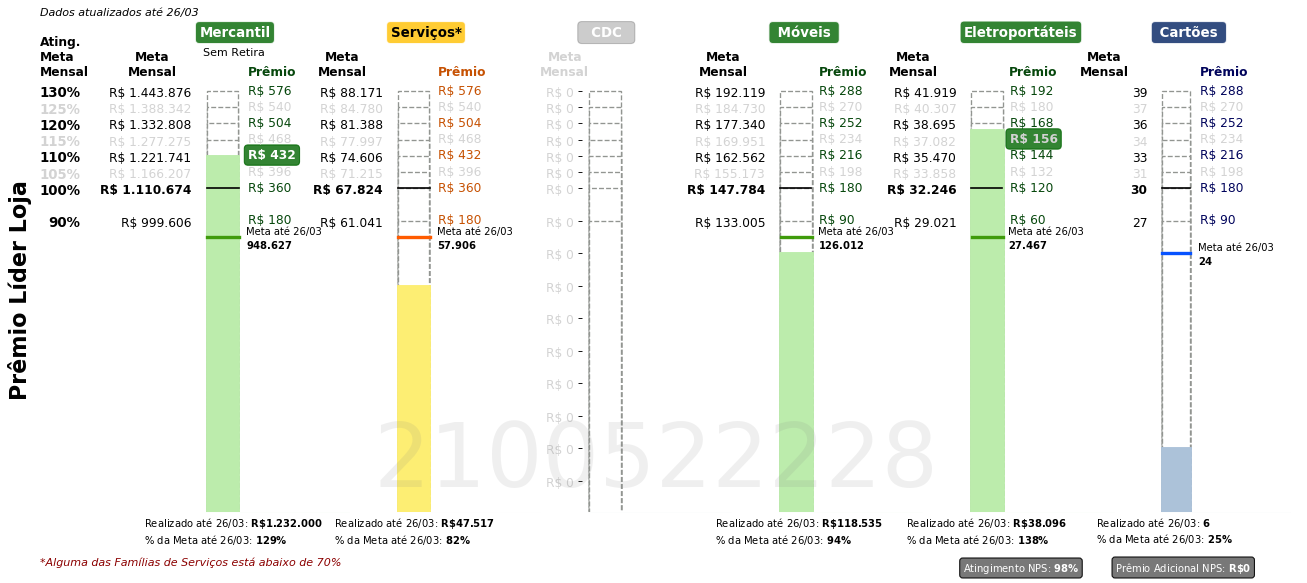 Dados atualizados até 26/03
Mercantil Serviços* CDC Móveis Eletroportáteis Cartões
Sem Retira
Ating. Meta Mensal
Meta Mensal Prêmio Meta Mensal Prêmio Meta Mensal Meta Mensal Prêmio Meta Mensal Prêmio Meta Mensal Prêmio
130% R$ 1.443.876 R$ 576 R$ 88.171 R$ 576 R$ 0 R$ 192.119 R$ 288 R$ 41.919 R$ 192 39 R$ 288
125% R$ 1.388.342 R$ 540 R$ 84.780 R$ 540 R$ 0 R$ 184.730 R$ 270 R$ 40.307 R$ 180 37 R$ 270
120% R$ 1.332.808 R$ 504 R$ 81.388 R$ 504 R$ 0 R$ 177.340 R$ 252 R$ 38.695 R$ 168 36 R$ 252
115% R$ 1.277.275 R$ 468 R$ 77.997 R$ 468 R$ 0 R$ 169.951 R$ 234 R$ 37.082 R$ 156 34 R$ 234
110% R$ 1.221.741 R$ 432 R$ 74.606 R$ 432 R$ 0 R$ 162.562 R$ 216 R$ 35.470 R$ 144 33 R$ 216
105% R$ 1.166.207 R$ 396 R$ 71.215 R$ 396 R$ 0 R$ 155.173 R$ 198 R$ 33.858 R$ 132 31 R$ 198
100% R$ 1.110.674 R$ 360 R$ 67.824 R$ 360 R$ 0 R$ 147.784 R$ 180 R$ 32.246 R$ 120 30 R$ 180
90% R$ 999.606 R$ 180 R$ 61.041 R$ 180 R$ 0 R$ 133.005 R$ 90 R$ 29.021 R$ 60 27 R$ 90
Meta até 26/03 Meta até 26/03 Meta até 26/03 Meta até 26/03
948.627 57.906 126.012 27.467
Meta até 26/03
24
R$ 0
R$ 0
R$ 0
R$ 0
R$ 0
R$ 0
R$ 0
R$ 0
Prêmio Líder Loja
2100522228
Realizado até 26/03: R$1.232.000 Realizado até 26/03: R$47.517 Realizado até 26/03: R$118.535 Realizado até 26/03: R$38.096 Realizado até 26/03: 6
% da Meta até 26/03: 129% % da Meta até 26/03: 82% % da Meta até 26/03: 94% % da Meta até 26/03: 138% % da Meta até 26/03: 25%
*Alguma das Famílias de Serviços está abaixo de 70%
Atingimento NPS: 98% Prêmio Adicional NPS: R$0